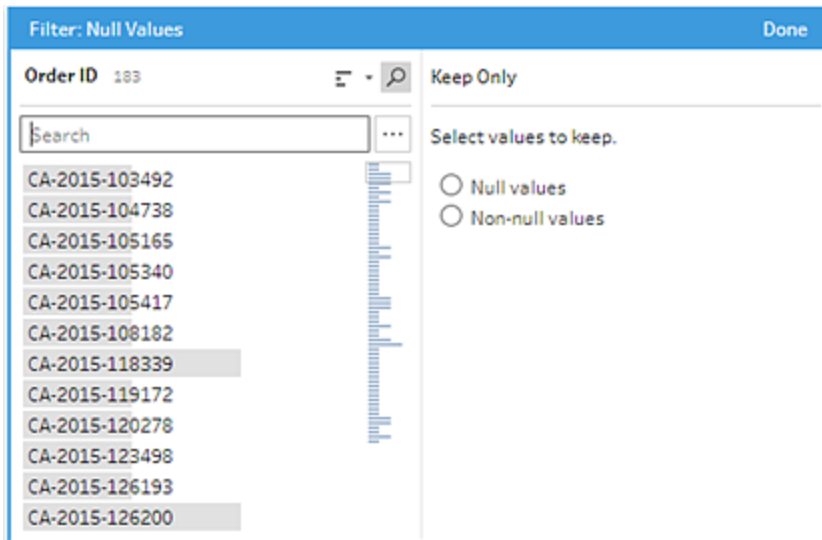 Filter: Null Values Done
Order ID 183
Search ...
CA-2015-103492
CA-2015-104738
CA-2015-105165
CA-2015-105340
CA-2015-105417
CA-2015-108182
CA-2015-118339
CA-2015-119172
CA-2015-120278
CA-2015-123498
CA-2015-126193
CA-2015-126200
Keep Only
Select values to keep.
Null values
Non-null values